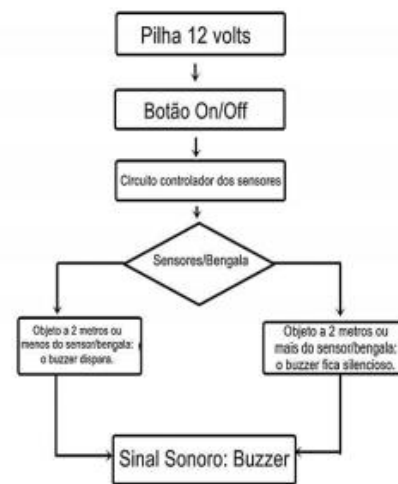 Pilha 12 volts
Botão On/Off
Circuito controlador dos sensores
Sensores/Bengala
Objeto a 2 metros ou
menos do sensor/bengala:
o buzzer dispara.
Objeto a 2 metros ou
mais do sensor/bengala:
o buzzer fica silencioso.
Sinal Sonoro: Buzzer